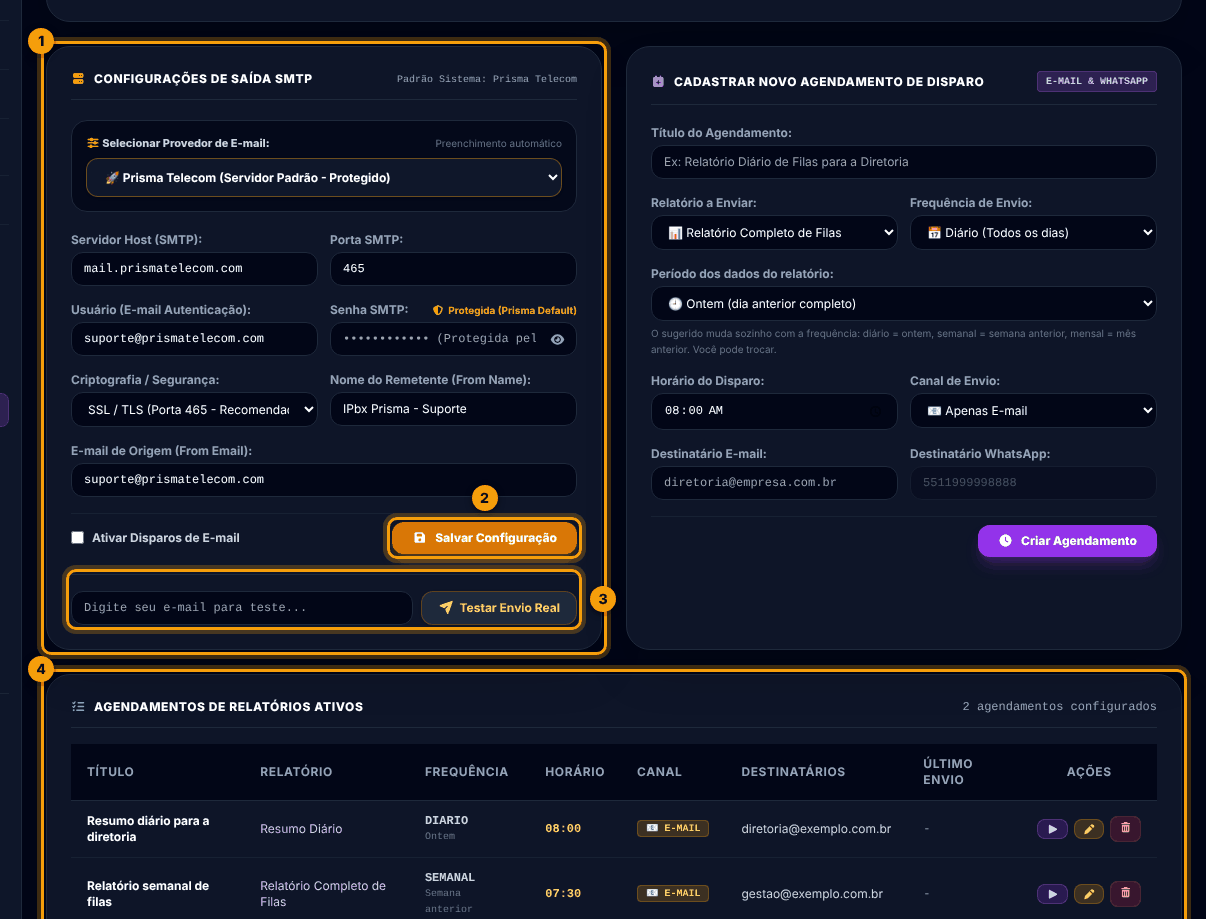 1
CONFIGURAÇÕES DE SAÍDA SMTP
Padrão Sistema: Prisma Telecom
Selecionar Provedor de E-mail:
Preenchimento automático
🚀 Prisma Telecom (Servidor Padrão - Protegido)
Servidor Host (SMTP):
Porta SMTP:
mail.prismatelecom.com
465
Usuário (E-mail Autenticação):
Senha SMTP:
Protegida (Prisma Default)
suporte@prismatelecom.com
•••••••••••• (Protegida pel
Criptografia / Segurança:
Nome do Remetente (From Name):
SSL / TLS (Porta 465 - Recomendad
IPbx Prisma - Suporte
E-mail de Origem (From Email):
suporte@prismatelecom.com
2
Ativar Disparos de E-mail
Salvar Configuração
Digite seu e-mail para teste...
Testar Envio Real
3
CADASTRAR NOVO AGENDAMENTO DE DISPARO
E-MAIL & WHATSAPP
Título do Agendamento:
Ex: Relatório Diário de Filas para a Diretoria
Relatório a Enviar:
Frequência de Envio:
📊 Relatório Completo de Filas
📅 Diário (Todos os dias)
Período dos dados do relatório:
🕘 Ontem (dia anterior completo)
O sugerido muda sozinho com a frequência: diário = ontem, semanal = semana anterior, mensal = mês
anterior. Você pode trocar.
Horário do Disparo:
Canal de Envio:
08:00 AM
📧 Apenas E-mail
Destinatário E-mail:
Destinatário WhatsApp:
diretoria@empresa.com.br
5511999998888
Criar Agendamento
4
AGENDAMENTOS DE RELATÓRIOS ATIVOS
2 agendamentos configurados
TÍTULO
RELATÓRIO
FREQUÊNCIA
HORÁRIO
CANAL
DESTINATÁRIOS
ÚLTIMO
ENVIO
AÇÕES
Resumo diário para a
diretoria
Resumo Diário
DIARIO
Ontem
08:00
📧 E-MAIL
diretoria@exemplo.com.br
-
Relatório semanal de
filas
Relatório Completo de
Filas
SEMANAL
Semana
anterior
07:30
📧 E-MAIL
gestao@exemplo.com.br
-